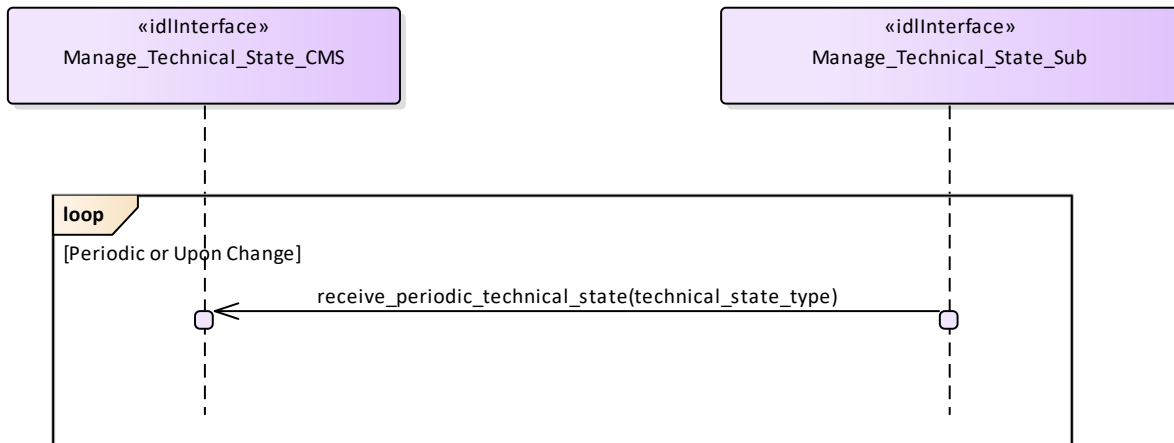 «idlInterface»
Manage_Technical_State_CMS
«idlInterface»
Manage_Technical_State_Sub
loop
[Periodic or Upon Change]
receive_periodic_technical_state(technical_state_type)